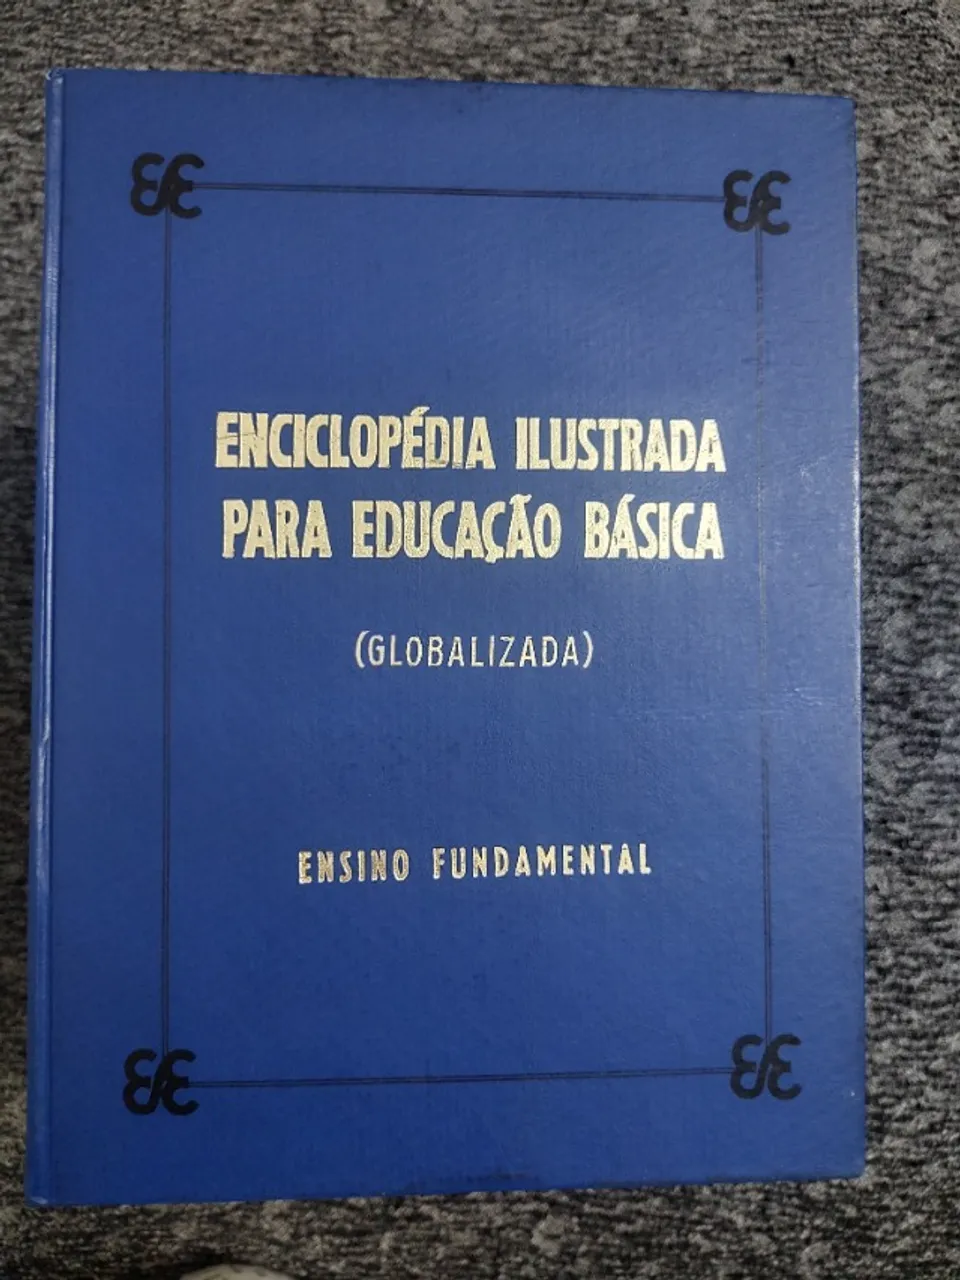 ENCICLOPÉDIA ILUSTRADA
PARA EDUCAÇÃO BÁSICA
(GLOBALIZADA)
ENSINO FUNDAMENTAL